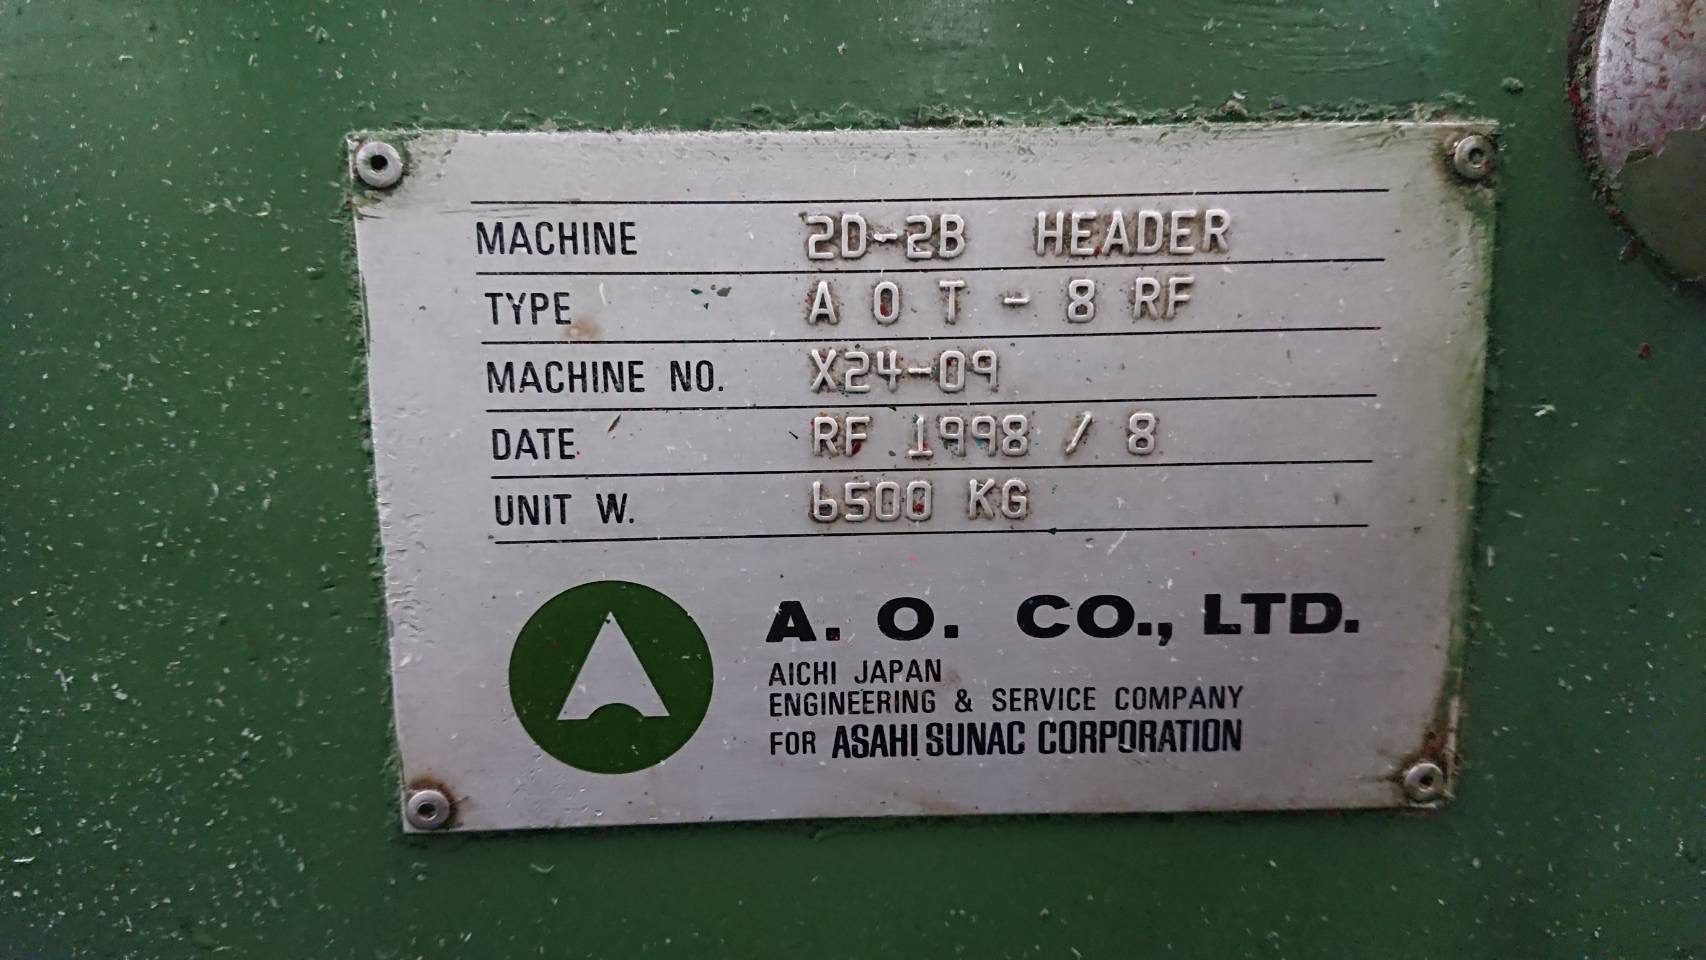 MACHINE 2D-2B HEADER
TYPE A O T - 8 RF
MACHINE NO. X24-09
DATE RF 1998 / 8
UNIT W. 6500 KG
A. O. CO., LTD.
AICHI JAPAN
ENGINEERING & SERVICE COMPANY
FOR ASAHI SUNAC CORPORATION